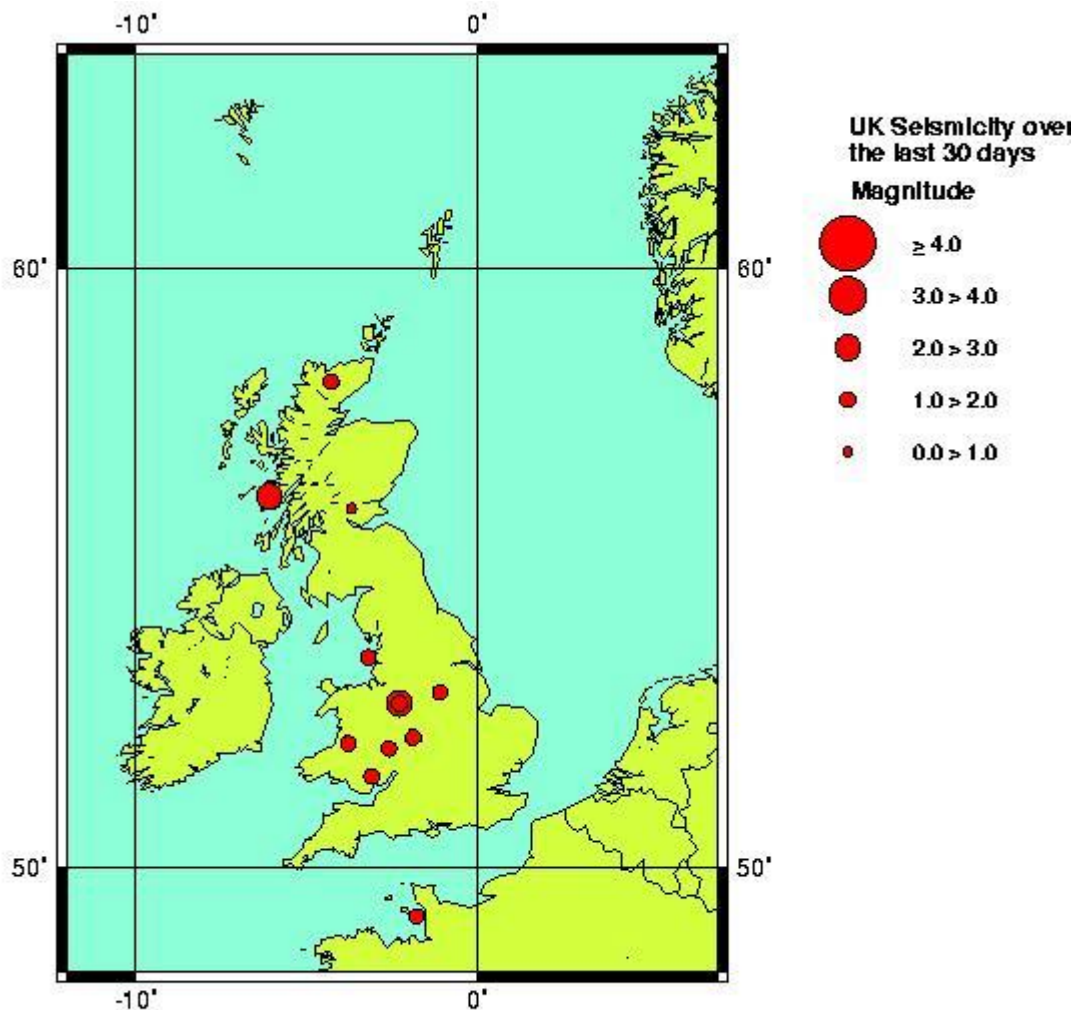 -10° 0°
UK Seismicity over
the last 30 days
Magnitude
≥ 4.0
60° 60°
3.0 > 4.0
2.0 > 3.0
1.0 > 2.0
0.0 > 1.0
50° 50°
-10° 0°